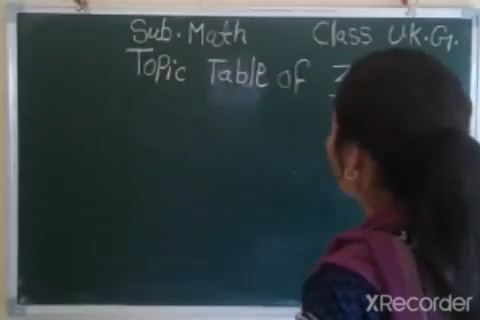 Sub. Math Class U.K.G.
Topic Table of
XRecorder